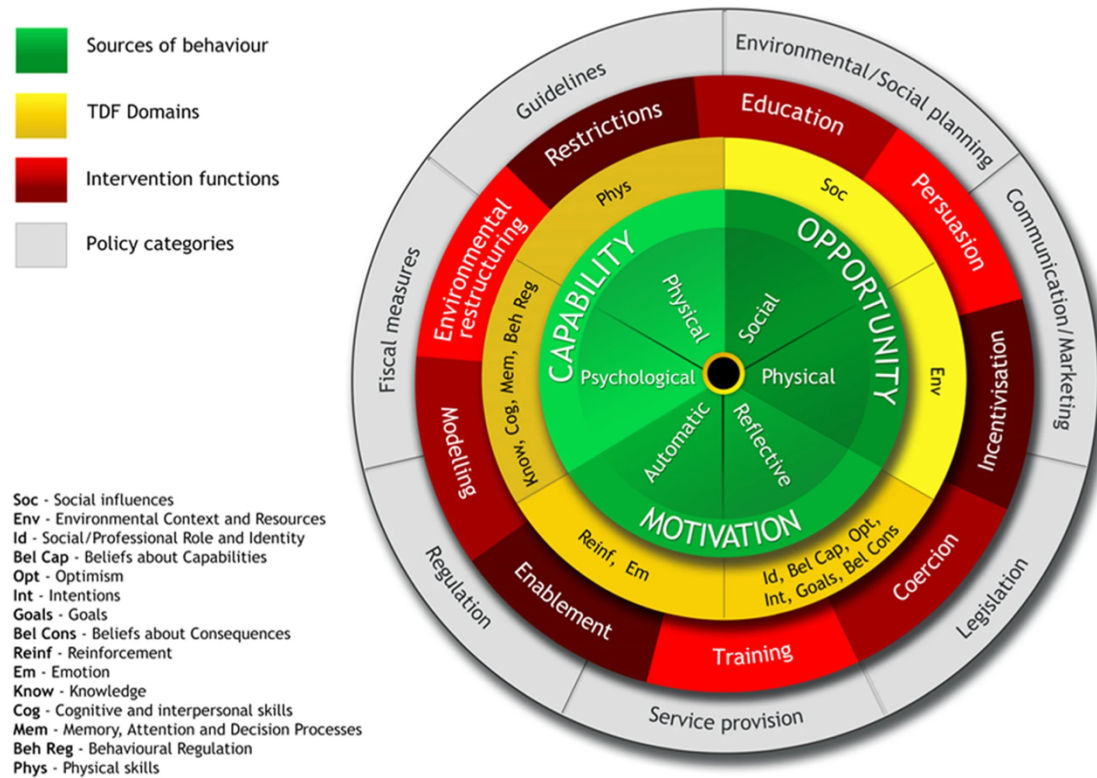 Sources of behaviour
TDF Domains
Intervention functions
Policy categories
Soc - Social influences
Env - Environmental Context and Resources
Id - Social/Professional Role and Identity
Bel Cap - Beliefs about Capabilities
Opt - Optimism
Int - Intentions
Goals - Goals
Bel Cons - Beliefs about Consequences
Reinf - Reinforcement
Em - Emotion
Know - Knowledge
Cog - Cognitive and interpersonal skills
Mem - Memory, Attention and Decision Processes
Beh Reg - Behavioural Regulation
Phys - Physical skills
Guidelines
Environmental/Social planning
Communication/Marketing
Legislation
Service provision
Regulation
Fiscal measures
Restrictions
Education
Persuasion
Incentivisation
Coercion
Training
Enablement
Modelling
Environmental
restructuring
Phys
Soc
Env
Id, Bel Cap, Opt,
Int, Goals, Bel Cons
Reinf, Em
Know, Cog, Mem, Beh Reg
CAPABILITY
OPPORTUNITY
MOTIVATION
Physical
Social
Physical
Reflective
Automatic
Psychological